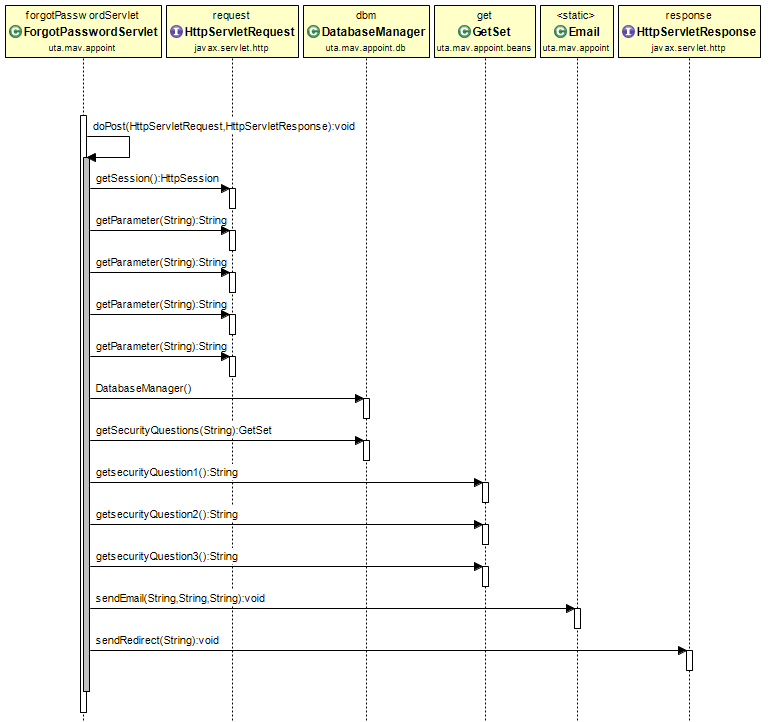 forgotPasswordServlet
C ForgotPasswordServlet
uta.mav.appoint
request
I HttpServletRequest
javax.servlet.http
dbm
C DatabaseManager
uta.mav.appoint.db
get
C GetSet
uta.mav.appoint.beans
<static>
C Email
uta.mav.appoint
response
I HttpServletResponse
javax.servlet.http
doPost(HttpServletRequest,HttpServletResponse):void
getSession():HttpSession
getParameter(String):String
getParameter(String):String
getParameter(String):String
getParameter(String):String
DatabaseManager()
getSecurityQuestions(String):GetSet
getsecurityQuestion1():String
getsecurityQuestion2():String
getsecurityQuestion3():String
sendEmail(String,String,String):void
sendRedirect(String):void